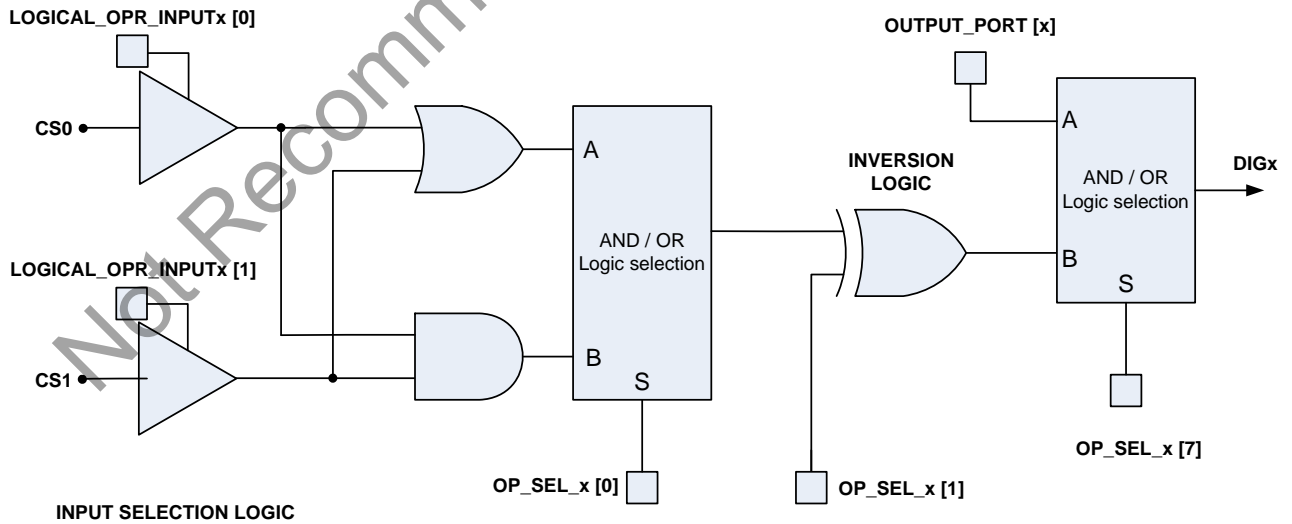 LOGICAL_OPR_INPUTx [0]
CS0
LOGICAL_OPR_INPUTx [1]
CS1
INPUT SELECTION LOGIC
A
AND / OR
Logic selection
B
S
OP_SEL_x [0]
INVERSION
LOGIC
OP_SEL_x [1]
OUTPUT_PORT [x]
A
AND / OR
Logic selection
B
S
DIGx
OP_SEL_x [7]
Not